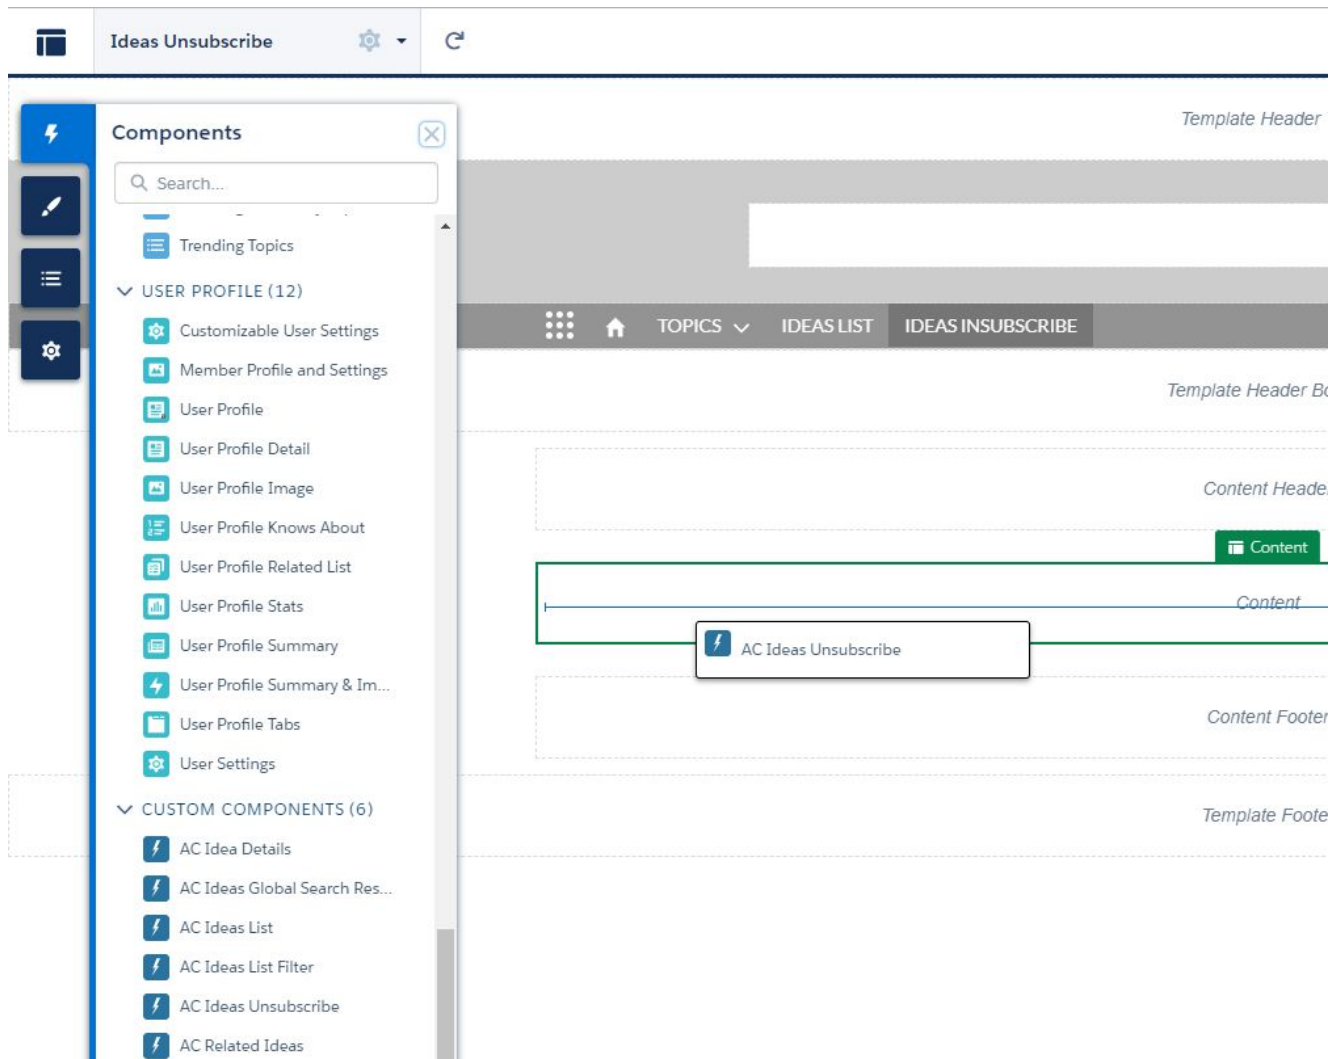 Ideas Unsubscribe
Template Header
Components
Search...
Trending Topics
USER PROFILE (12)
Customizable User Settings
TOPICS
IDEAS LIST
IDEAS INSUBSCRIBE
Member Profile and Settings
Template Header Bo
User Profile
User Profile Detail
User Profile Image
Content Header
User Profile Knows About
Content
User Profile Related List
User Profile Stats
Content
User Profile Summary
AC Ideas Unsubscribe
User Profile Summary & Im...
User Profile Tabs
Content Footer
User Settings
CUSTOM COMPONENTS (6)
Template Foote
AC Idea Details
AC Ideas Global Search Res...
AC Ideas List
AC Ideas List Filter
AC Ideas Unsubscribe
AC Related Ideas